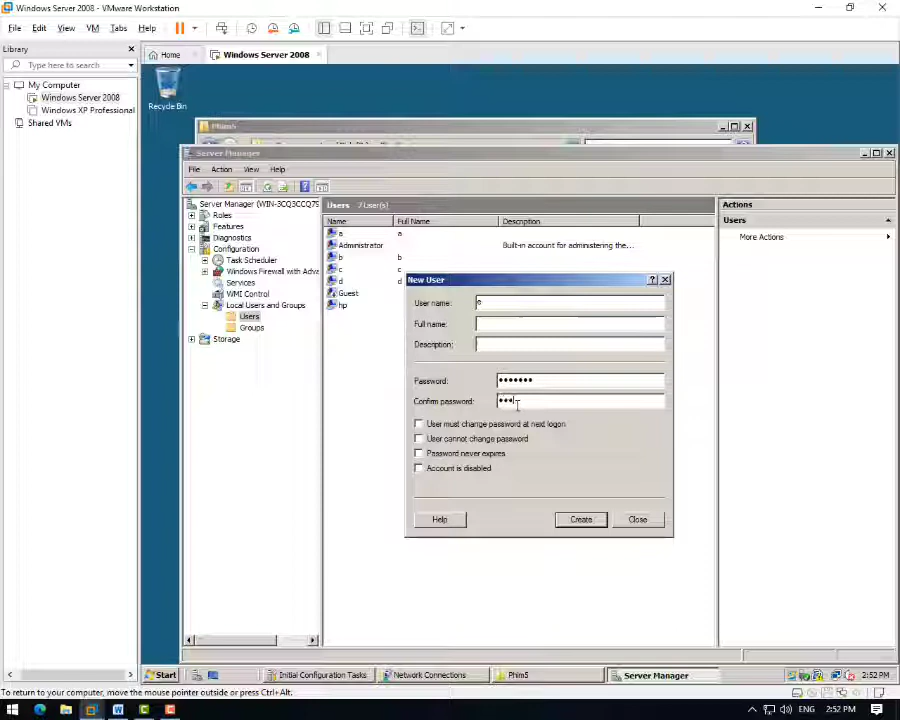 Windows Server 2008 - VMware Workstation
File Edit View VM Tabs Help
Library
Type here to search
My Computer
Windows Server 2008
Windows XP Professional
Shared VMs
Home
Windows Server 2008
Recycle Bin
Phim5
Server Manager
File Action View Help
Server Manager (WIN-3CQ3CCQ79
Roles
Features
Diagnostics
Configuration
Task Scheduler
Windows Firewall with Adva
Services
WMI Control
Local Users and Groups
Users
Groups
Storage
Users 7 User(s)
Name Full Name Description
a a
Administrator Built-in account for administering the...
b b
c c
d d
Guest
hp
Actions
Users
More Actions
New User
User name: e
Full name:
Description:
Password: •••••••
Confirm password: •••
User must change password at next logon
User cannot change password
Password never expires
Account is disabled
Help Create Close
Start
Initial Configuration Tasks
Network Connections
Phim5
Server Manager
2:52 PM
To return to your computer, move the mouse pointer outside or press Ctrl+Alt.
ENG 2:52 PM